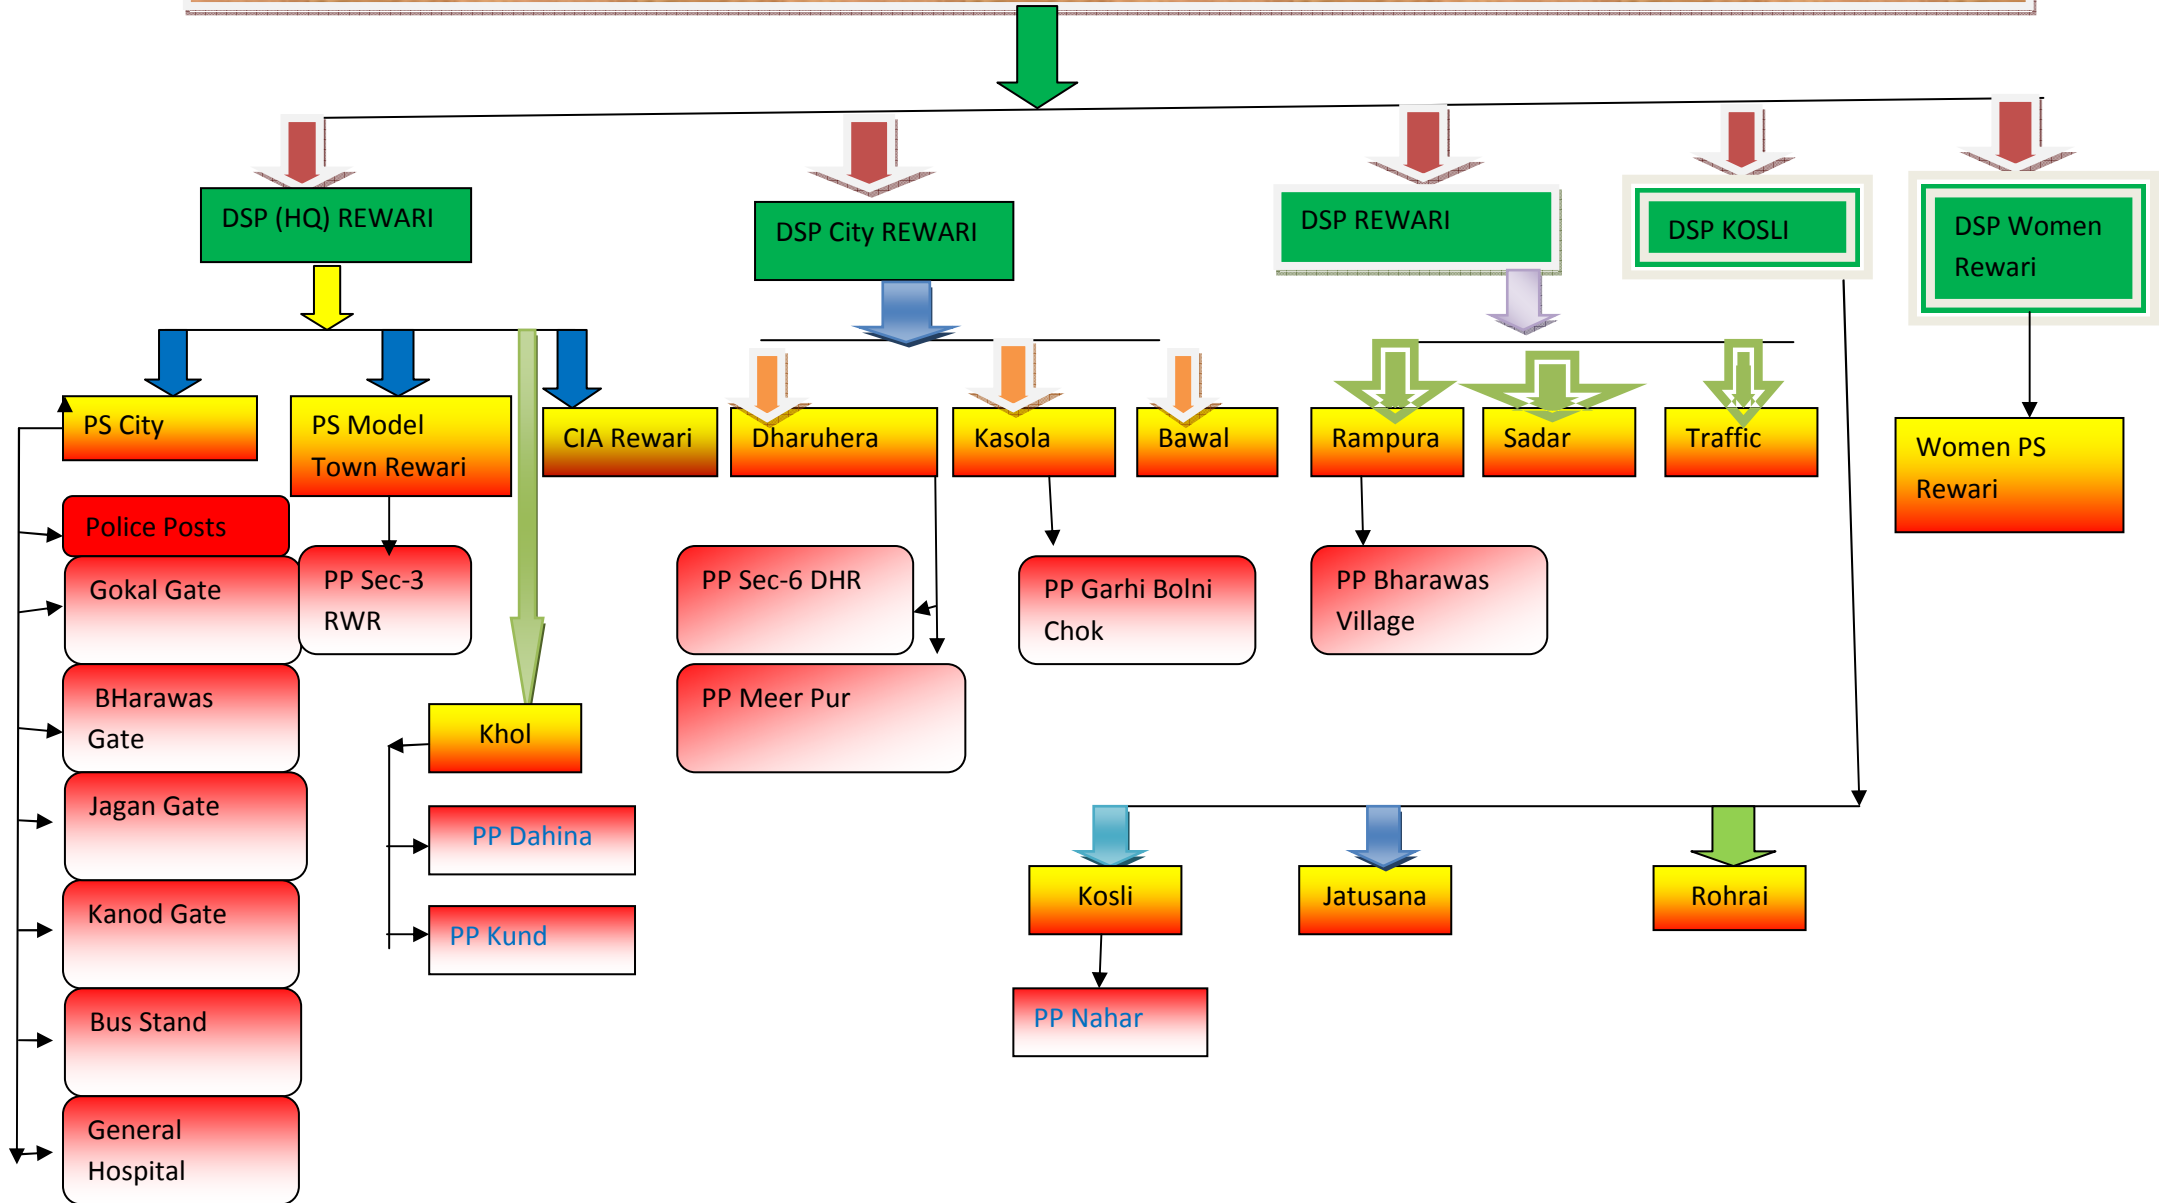 DSP (HQ) REWARI
DSP City REWARI
DSP REWARI
DSP KOSLI
DSP Women
Rewari
PS City
PS Model
Town Rewari
CIA Rewari
Dharuhera
Kasola
Bawal
Rampura
Sadar
Traffic
Women PS
Rewari
Police Posts
Gokal Gate
BHarawas
Gate
Jagan Gate
Kanod Gate
Bus Stand
General
Hospital
PP Sec-3
RWR
Khol
PP Dahina
PP Kund
PP Sec-6 DHR
PP Meer Pur
PP Garhi Bolni
Chok
PP Bharawas
Village
Kosli
Jatusana
Rohrai
PP Nahar